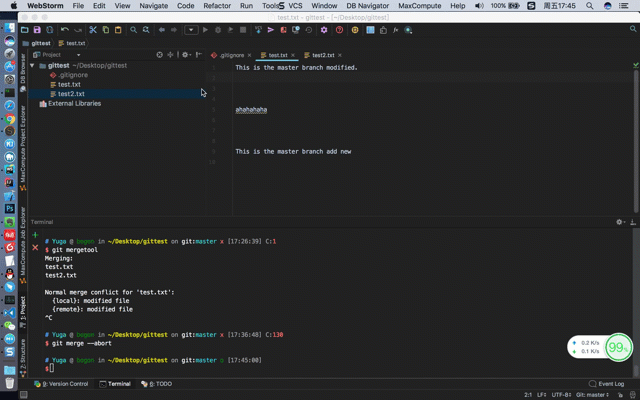 WebStorm File Edit View Navigate Code Refactor Run Tools VCS Window DB Navigator MaxCompute Help 100% 周五17:45
test.txt - gittest - [~/Desktop/gittest]
gittest test.txt
Project
.gitignore test.txt test2.txt
gittest ~/Desktop/gittest
.gitignore
test.txt
test2.txt
External Libraries
DB Browser
MaxCompute Project Explorer
MaxCompute Job Explorer
1: Project
2: Structure
This is the master branch modified.
ahahahaha
This is the master branch add new
Terminal
# Yuga @ bogon in ~/Desktop/gittest on git:master x [17:26:39] C:1
$ git mergetool
Merging:
test.txt
test2.txt
Normal merge conflict for 'test.txt':
{local}: modified file
{remote}: modified file
^C
# Yuga @ bogon in ~/Desktop/gittest on git:master x [17:36:48] C:130
$ git merge --abort
# Yuga @ bogon in ~/Desktop/gittest on git:master o [17:45:00]
$
0.2 K/s
0.1 K/s
99%
9: Version Control Terminal 6: TODO Event Log
2:1 LF÷ UTF-8÷ Git: master÷